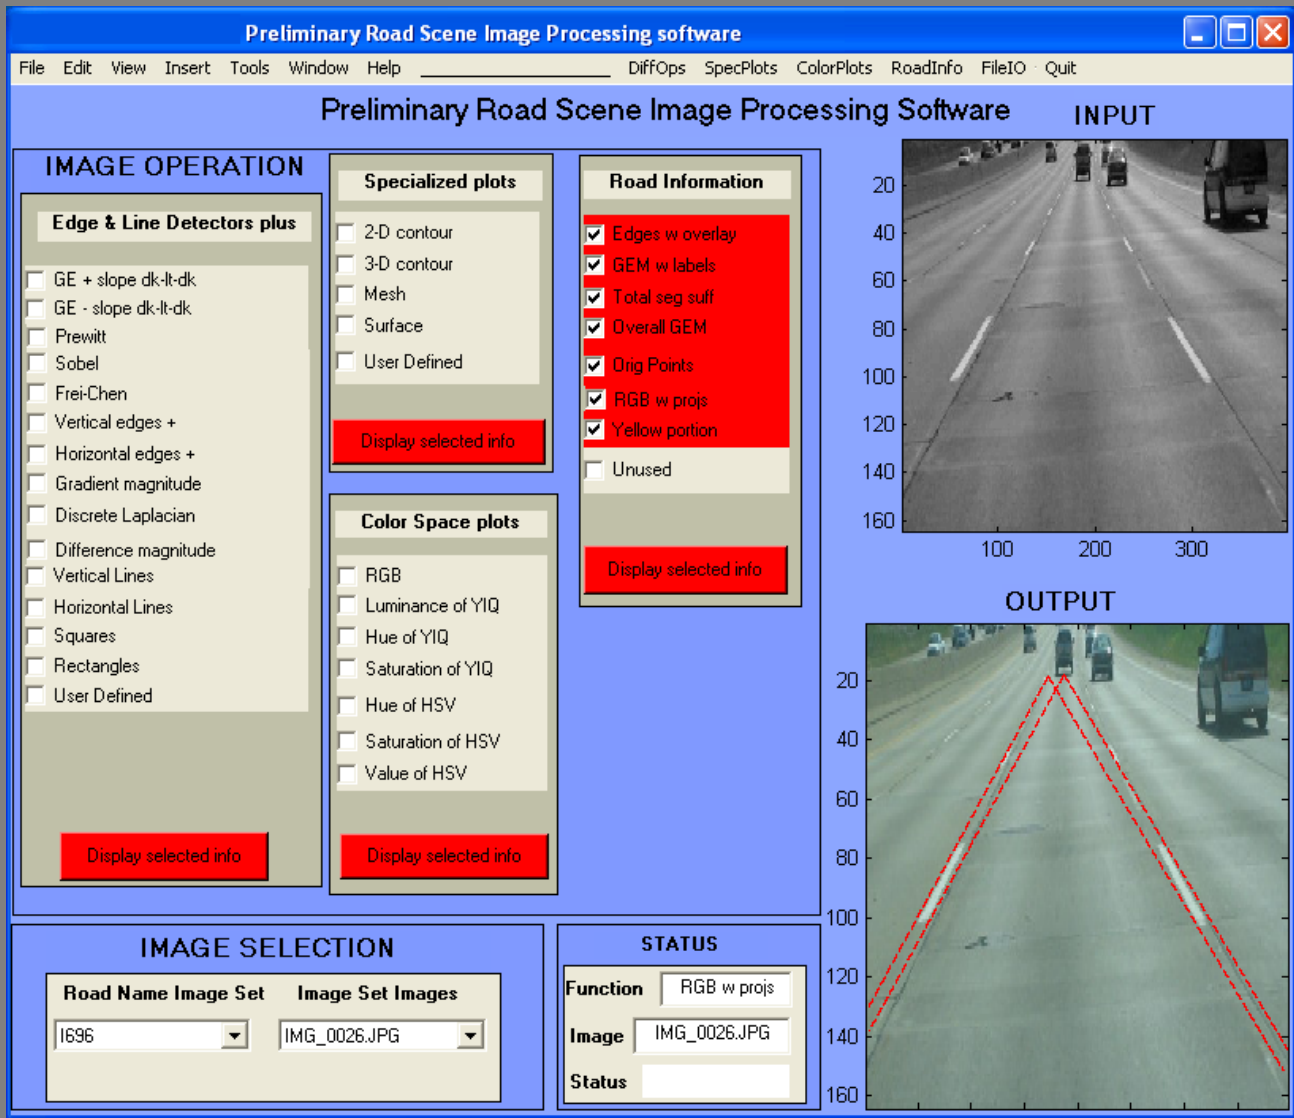 Preliminary Road Scene Image Processing software
File Edit View Insert Tools Window Help DiffOps SpecPlots ColorPlots RoadInfo FileIO Quit
Preliminary Road Scene Image Processing Software
IMAGE OPERATION
Edge & Line Detectors plus
GE + slope dk-lt-dk
GE - slope dk-lt-dk
Prewitt
Sobel
Frei-Chen
Vertical edges +
Horizontal edges +
Gradient magnitude
Discrete Laplacian
Difference magnitude
Vertical Lines
Horizontal Lines
Squares
Rectangles
User Defined
Display selected info
Specialized plots
2-D contour
3-D contour
Mesh
Surface
User Defined
Display selected info
Color Space plots
RGB
Luminance of YIQ
Hue of YIQ
Saturation of YIQ
Hue of HSV
Saturation of HSV
Value of HSV
Display selected info
Road Information
Edges w overlay
GEM w labels
Total seg suff
Overall GEM
Orig Points
RGB w projs
Yellow portion
Unused
Display selected info
INPUT
20
40
60
80
100
120
140
160
100 200 300
OUTPUT
20
40
60
80
100
120
140
160
IMAGE SELECTION
Road Name Image Set Image Set Images
I696 IMG_0026.JPG
STATUS
Function RGB w projs
Image IMG_0026.JPG
Status